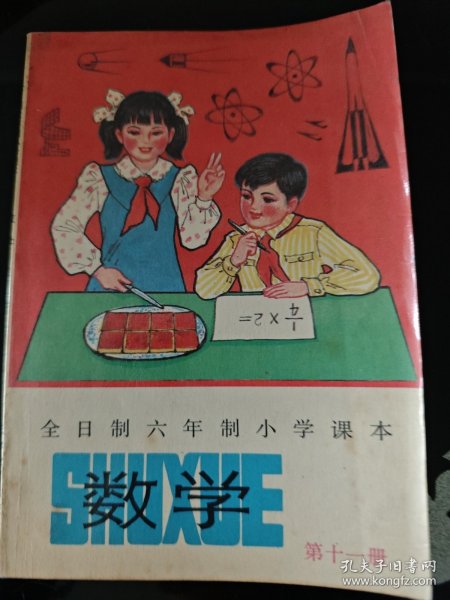 1/4 × 2 =
全日制六年制小学课本
SHUXUE
数学
第十一册
孔夫子旧书网
www.kongfz.com